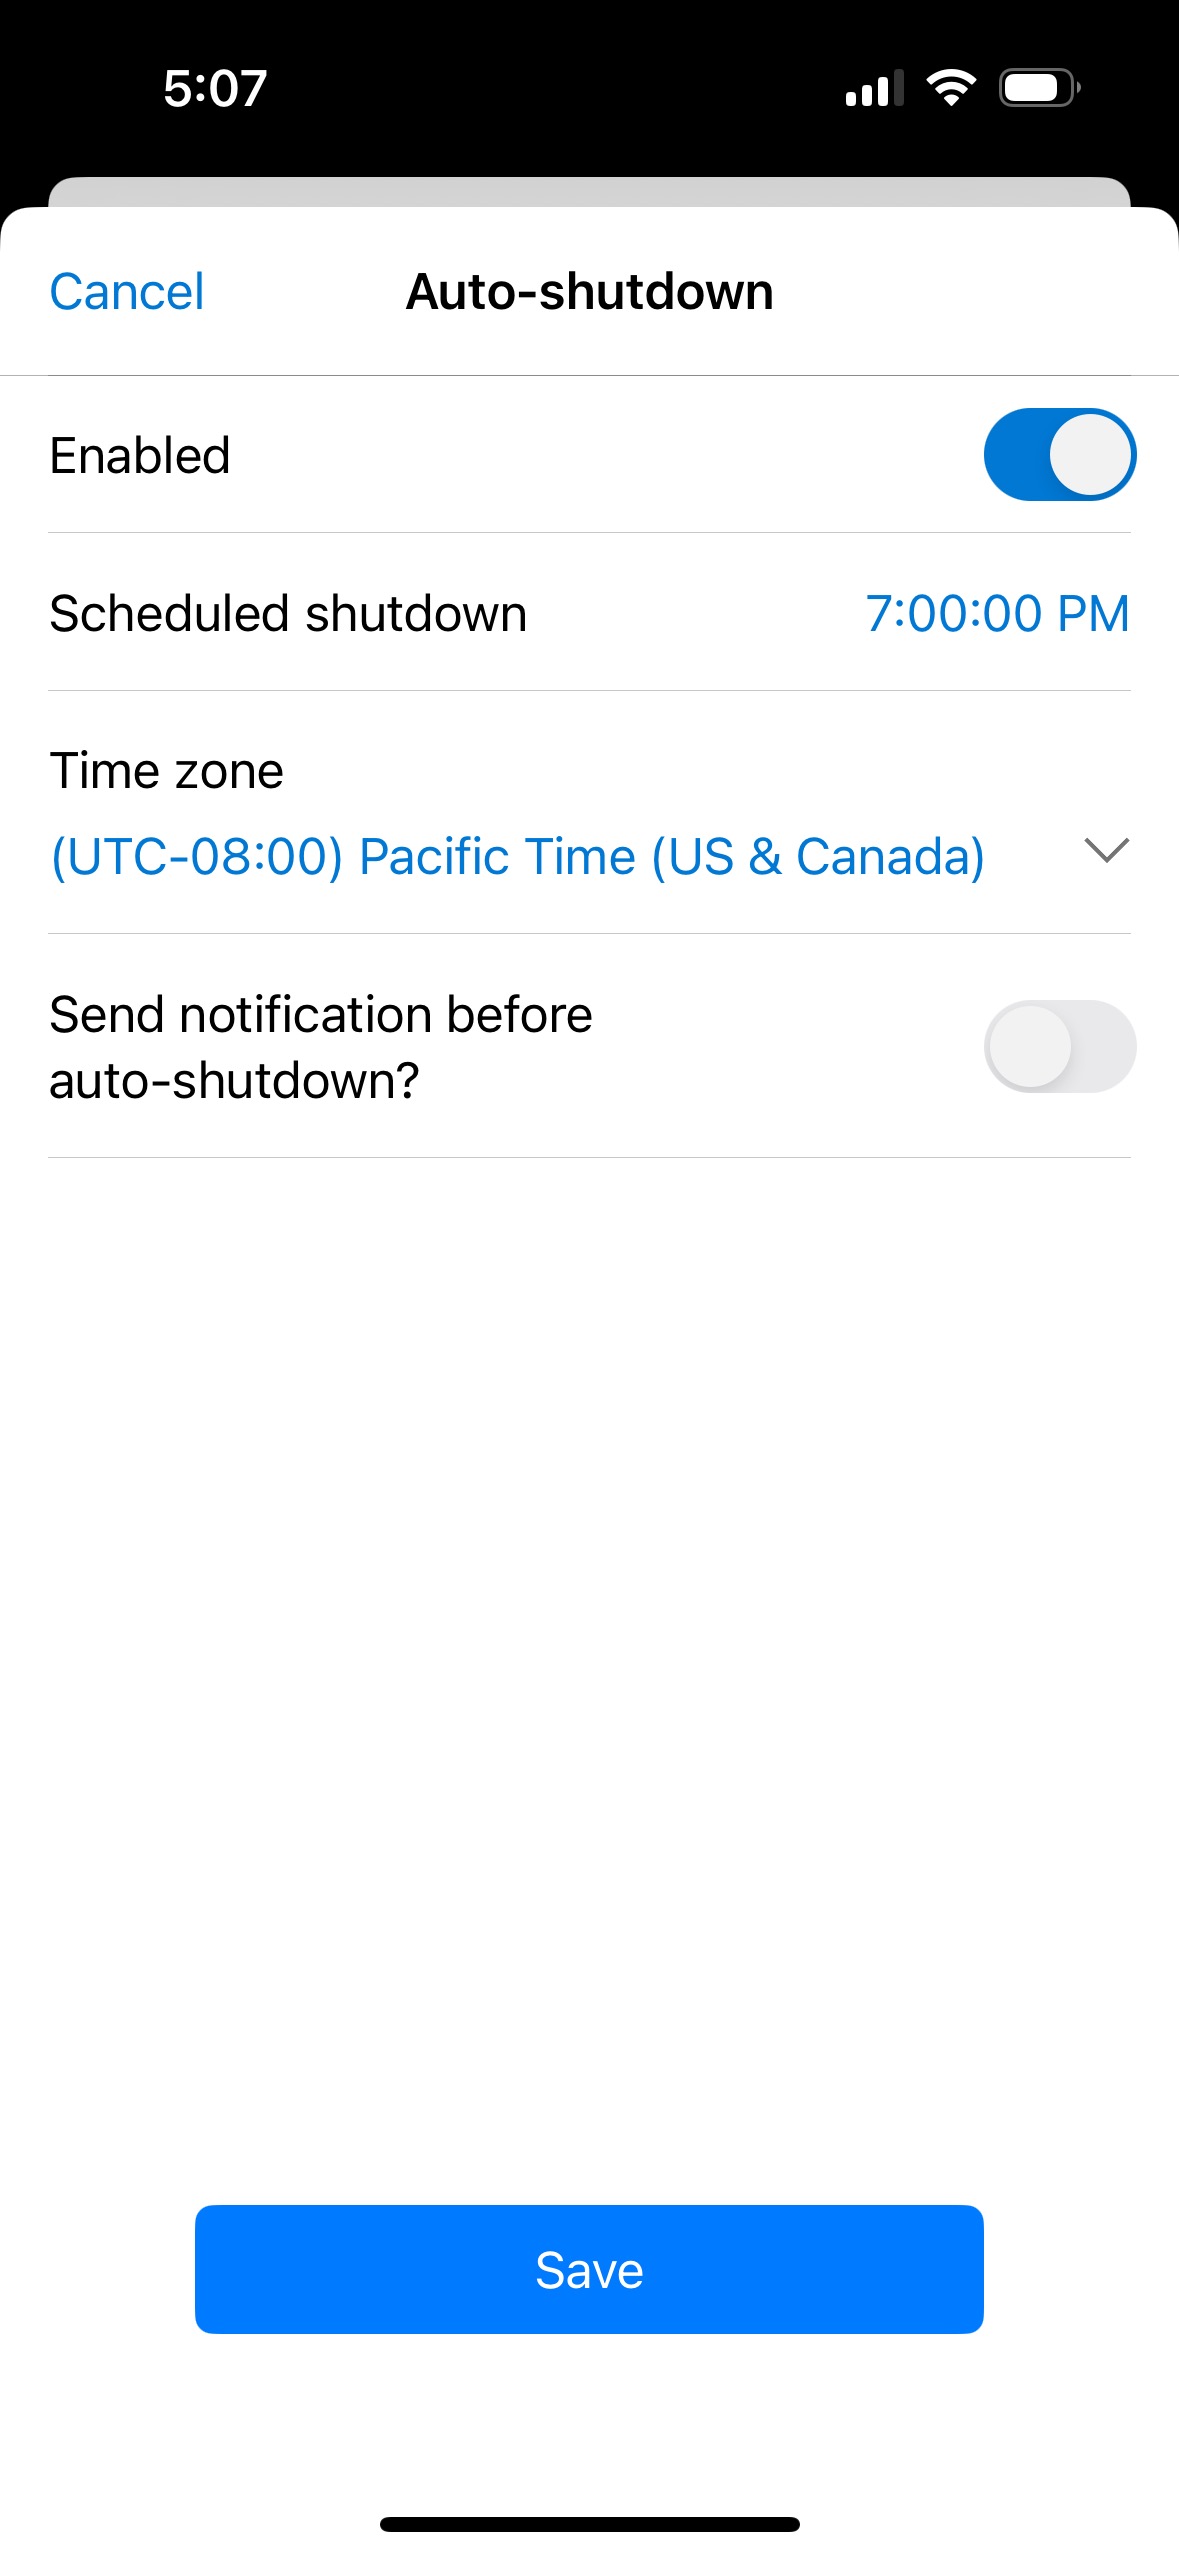 5:07
Cancel
Auto-shutdown
Enabled
Scheduled shutdown
7:00:00 PM
Time zone
(UTC-08:00) Pacific Time (US & Canada)
Send notification before
auto-shutdown?
Save